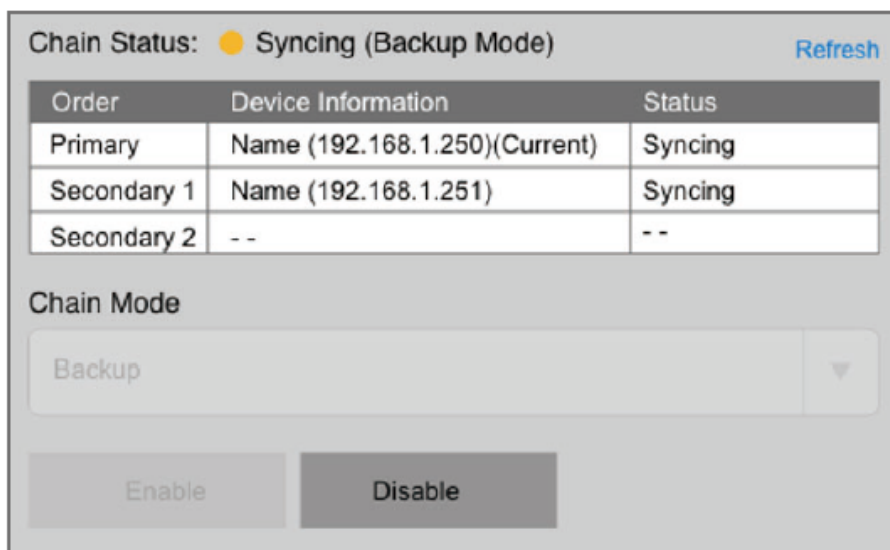 Chain Status: Syncing (Backup Mode) Refresh
Order Device Information Status
Primary Name (192.168.1.250)(Current) Syncing
Secondary 1 Name (192.168.1.251) Syncing
Secondary 2 - - - -
Chain Mode
Backup
Enable Disable